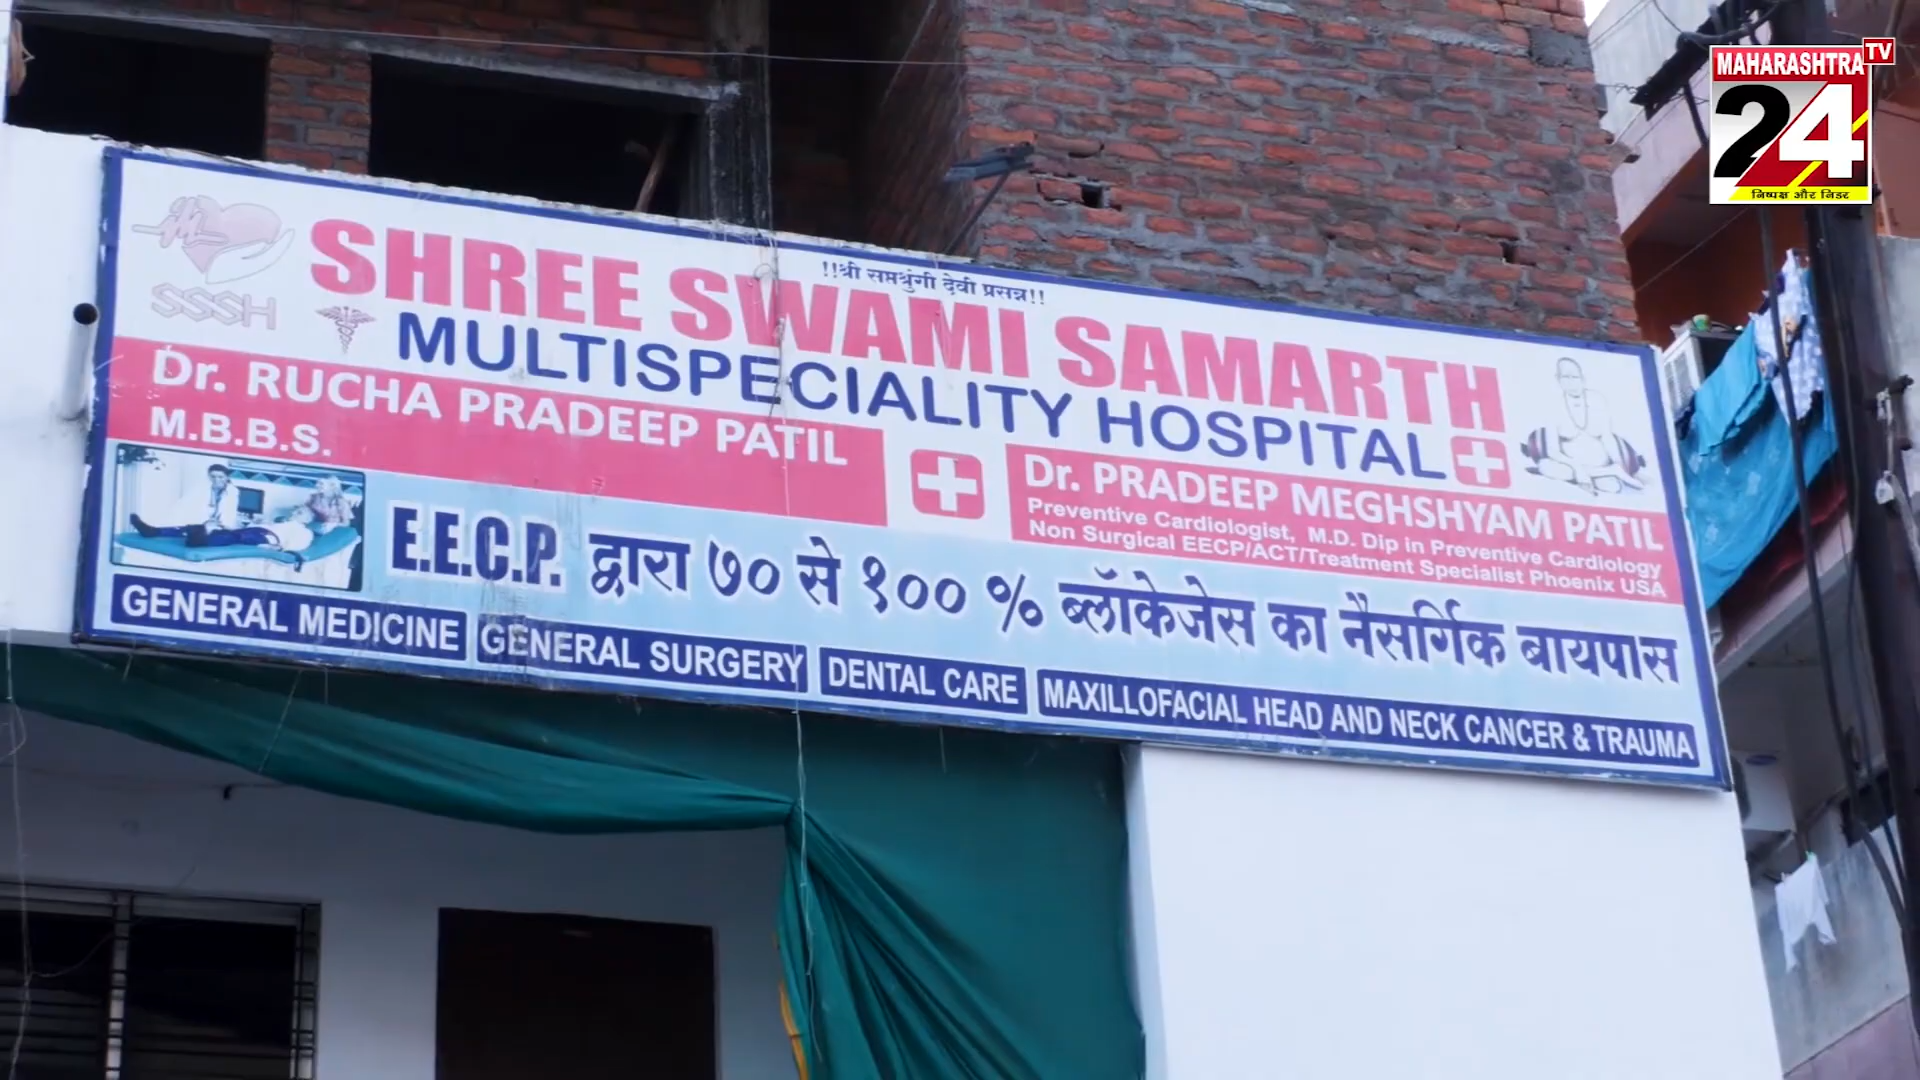 MAHARASHTRA TV
24
निष्पक्ष और निडर
!!श्री सप्तश्रुंगी देवी प्रसन्न!!
SHREE SWAMI SAMARTH
SSSH
MULTISPECIALITY HOSPITAL
Dr. RUCHA PRADEEP PATIL
M.B.B.S.
Dr. PRADEEP MEGHSHYAM PATIL
Preventive Cardiologist, M.D. Dip in Preventive Cardiology
Non Surgical EECP/ACT/Treatment Specialist Phoenix USA
E.E.C.P. द्वारा ७० से १०० % ब्लॉकेजेस का नैसर्गिक बायपास
GENERAL MEDICINE GENERAL SURGERY DENTAL CARE MAXILLOFACIAL HEAD AND NECK CANCER & TRAUMA